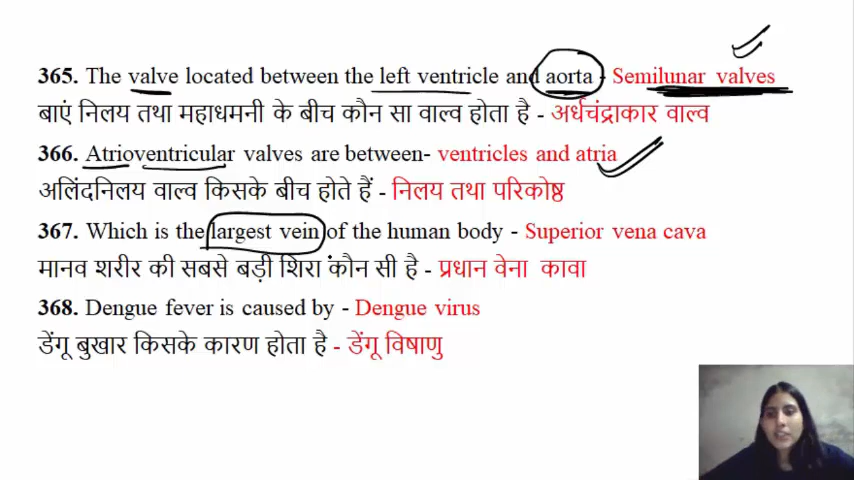 365. The valve located between the left ventricle and aorta - Semilunar valves
बाएं निलय तथा महाधमनी के बीच कौन सा वाल्व होता है - अर्धचंद्राकार वाल्व
366. Atrioventricular valves are between- ventricles and atria
अलिंदनिलय वाल्व किसके बीच होते हैं - निलय तथा परिकोष्ठ
367. Which is the largest vein of the human body - Superior vena cava
मानव शरीर की सबसे बड़ी शिरा कौन सी है - प्रधान वेना कावा
368. Dengue fever is caused by - Dengue virus
डेंगू बुखार किसके कारण होता है - डेंगू विषाणु